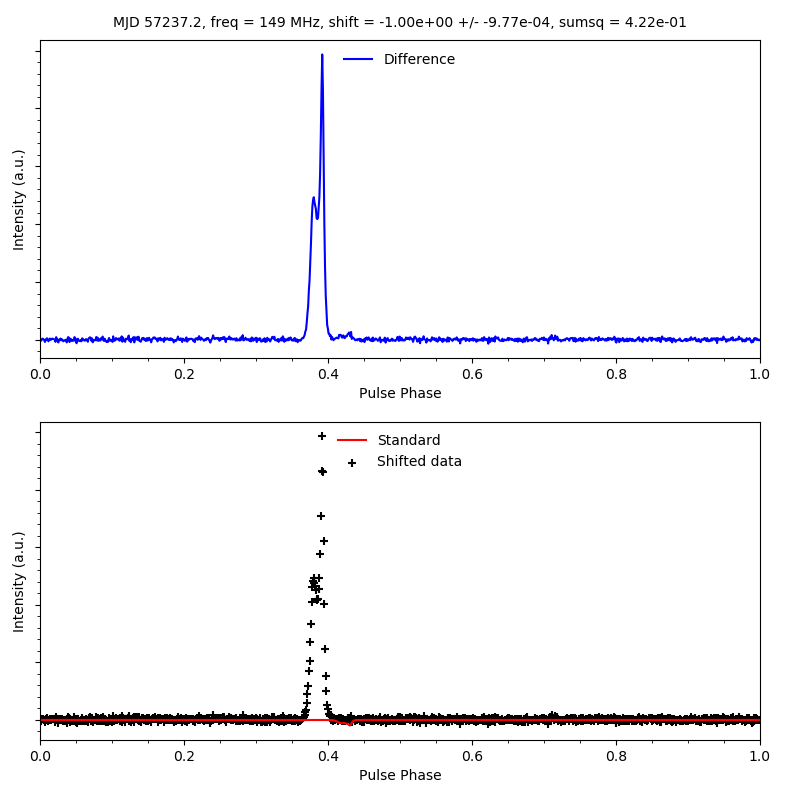 MJD 57237.2, freq = 149 MHz, shift = -1.00e+00 +/- -9.77e-04, sumsq = 4.22e-01
Difference
Intensity (a.u.)
0.0 0.2 0.4 0.6 0.8 1.0
Pulse Phase
Standard
Shifted data
Intensity (a.u.)
0.0 0.2 0.4 0.6 0.8 1.0
Pulse Phase